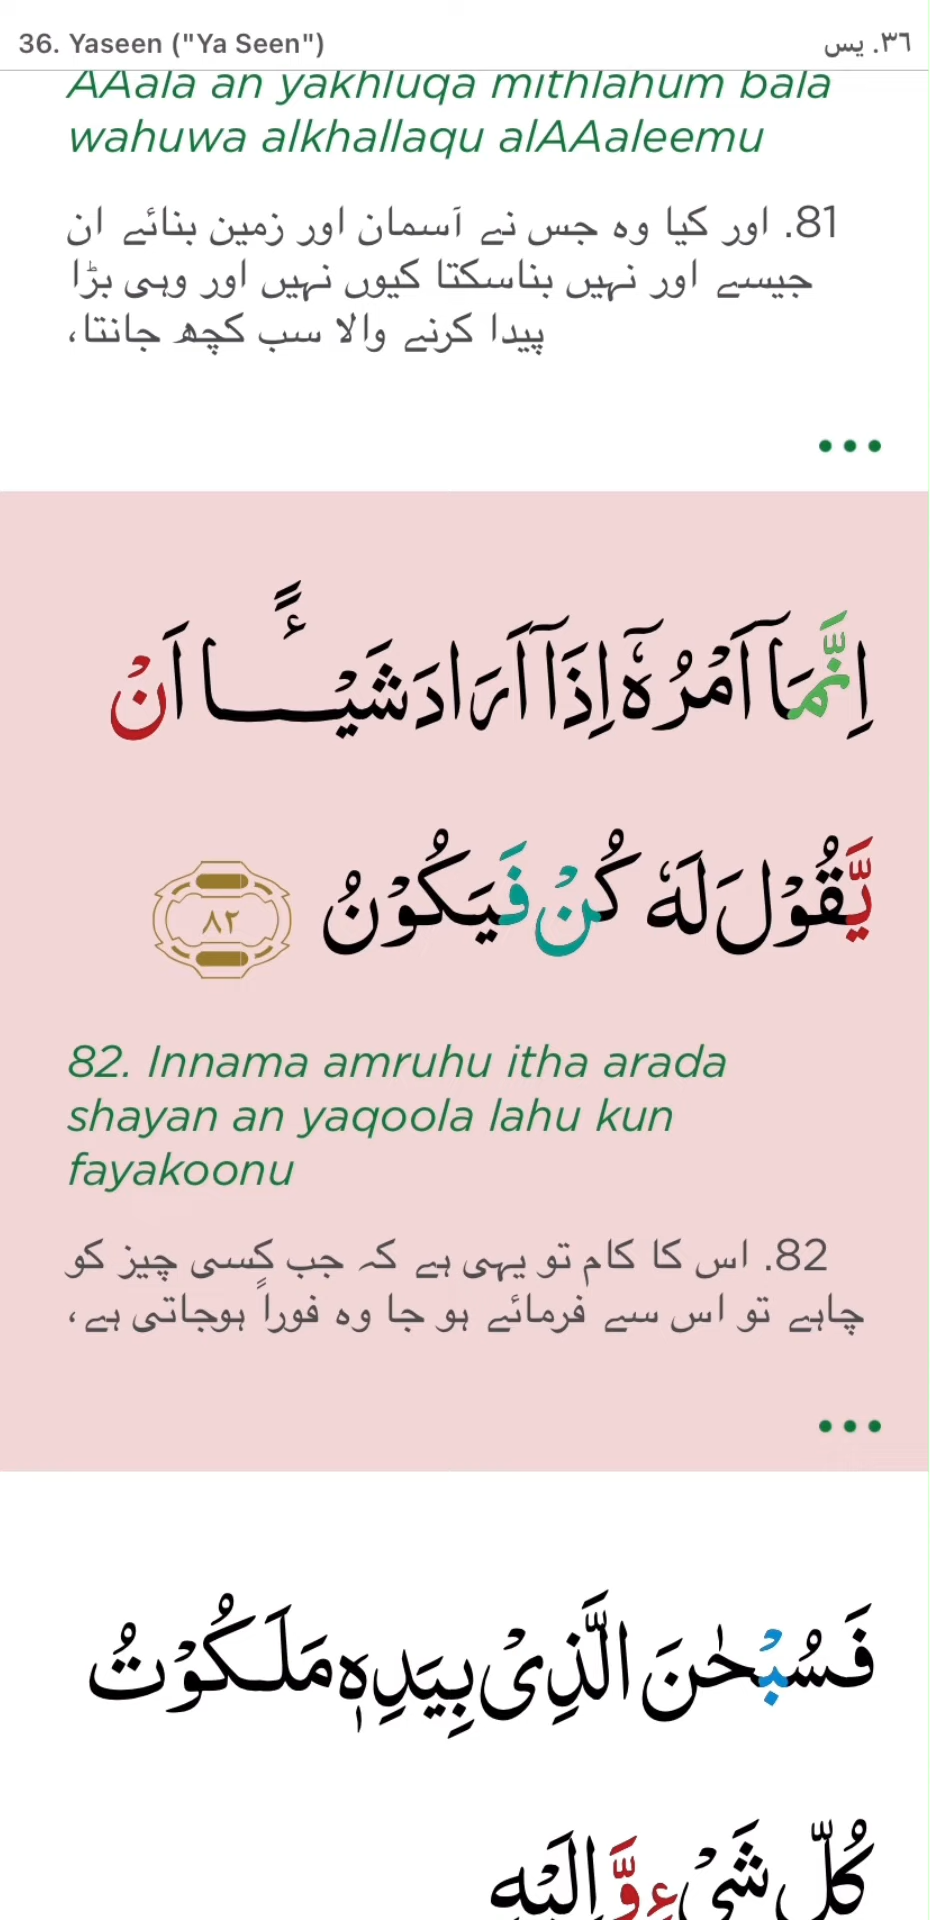 36. Yaseen ("Ya Seen") ٣٦. يس
AAala an yakhluqa mithlahum bala
wahuwa alkhallaqu alAAaleemu
81. اور کیا وہ جس نے آسمان اور زمین بنائے ان
جیسے اور نہیں بناسکتا کیوں نہیں اور وہی بڑا
پیدا کرنے والا سب کچھ جانتا،
اِنَّمَاۤ اَمْرُهٗۤ اِذَاۤ اَرَادَ شَیْـــٴًـا اَنْ
یَّقُوْلَ لَهٗ كُنْ فَیَكُوْنُ ٨٢
82. Innama amruhu itha arada
shayan an yaqoola lahu kun
fayakoonu
82. اس کا کام تو یہی ہے کہ جب کسی چیز کو
چاہے تو اس سے فرمائے ہو جا وہ فوراً ہوجاتی ہے،
فَسُبْحٰنَ الَّذِیْ بِیَدِهٖ مَلَكُوْتُ
كُلِّ شَیْءٍ وَّ اِلَیْهِ